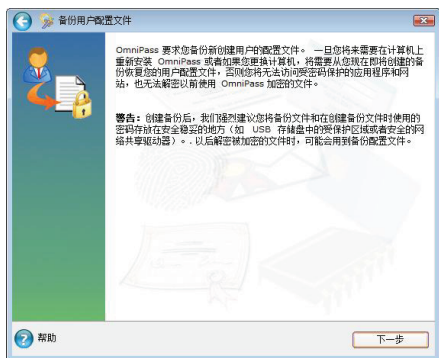 备份用户配置文件
OmniPass 要求您备份新创建用户的配置文件。 一旦您将来需要在计算机上
重新安装 OmniPass 或者如果您更换计算机，将需要从您现在即将创建的备
份恢复您的用户配置文件，否则您将无法访问受密码保护的应用程序和网
站，也无法解密以前使用 OmniPass 加密的文件。
警告：创建备份后，我们强烈建议您将备份文件和在创建备份文件时使用的
密码存放在安全稳妥的地方（如 USB 存储盘中的受保护区域或者安全的网
络共享驱动器）。. 以后解密被加密的文件时，可能会用到备份配置文件。
帮助
下一步